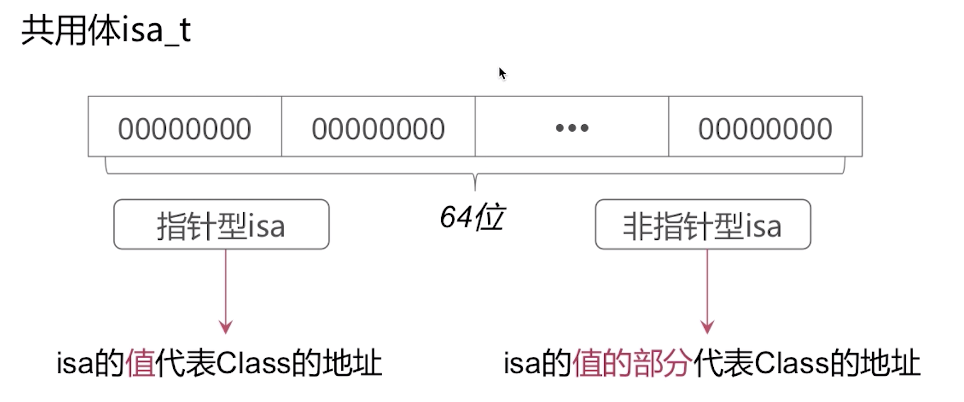 共用体isa_t
00000000 00000000 ••• 00000000
64位
指针型isa 非指针型isa
isa的值代表Class的地址 isa的值的部分代表Class的地址